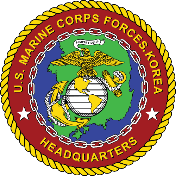 U.S. MARINE CORPS FORCES, KOREA
HEADQUARTERS